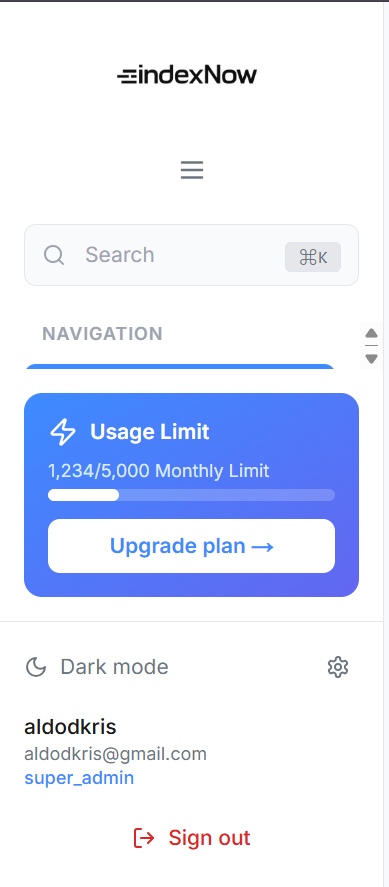 indexNow
Search ⌘K
NAVIGATION
Usage Limit
1,234/5,000 Monthly Limit
Upgrade plan →
Dark mode
aldodkris
aldodkris@gmail.com
super_admin
Sign out